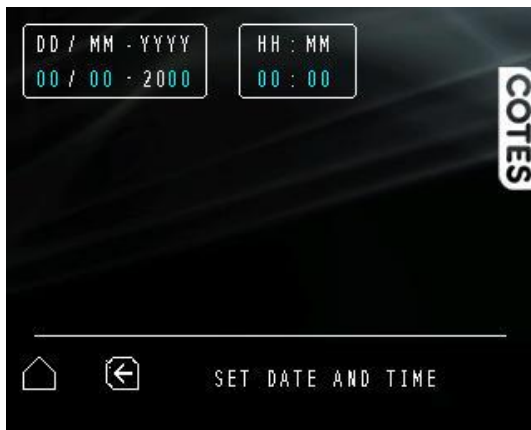 DD / MM - YYYY
00 / 00 - 2000
HH : MM
00 : 00
COTES
SET DATE AND TIME